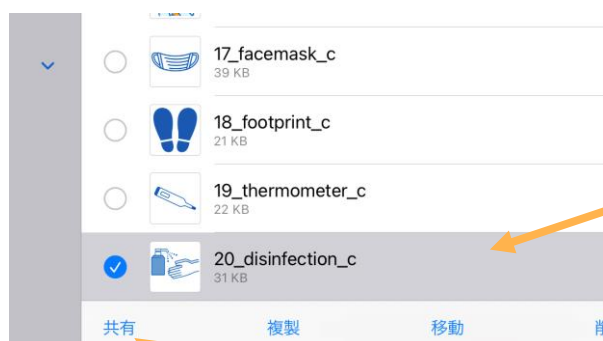 17_facemask_c
39 KB
18_footprint_c
21 KB
19_thermometer_c
22 KB
20_disinfection_c
31 KB
共有 複製 移動